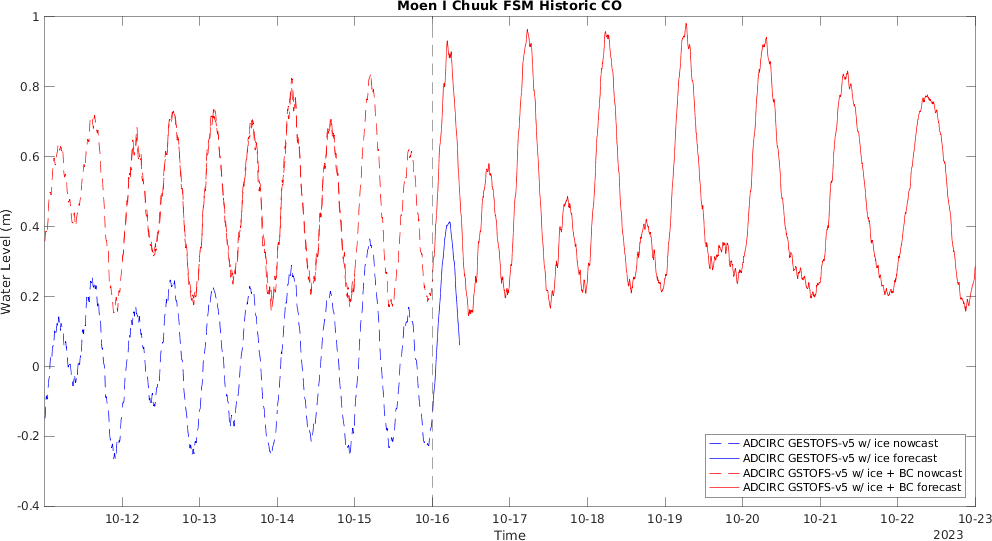 Moen I Chuuk FSM Historic CO
Water Level (m)
1
0.8
0.6
0.4
0.2
0
-0.2
-0.4
ADCIRC GESTOFS-v5 w/ ice nowcast
ADCIRC GESTOFS-v5 w/ ice forecast
ADCIRC GSTOFS-v5 w/ ice + BC nowcast
ADCIRC GSTOFS-v5 w/ ice + BC forecast
10-12 10-13 10-14 10-15 10-16 10-17 10-18 10-19 10-20 10-21 10-22 10-23
Time
2023